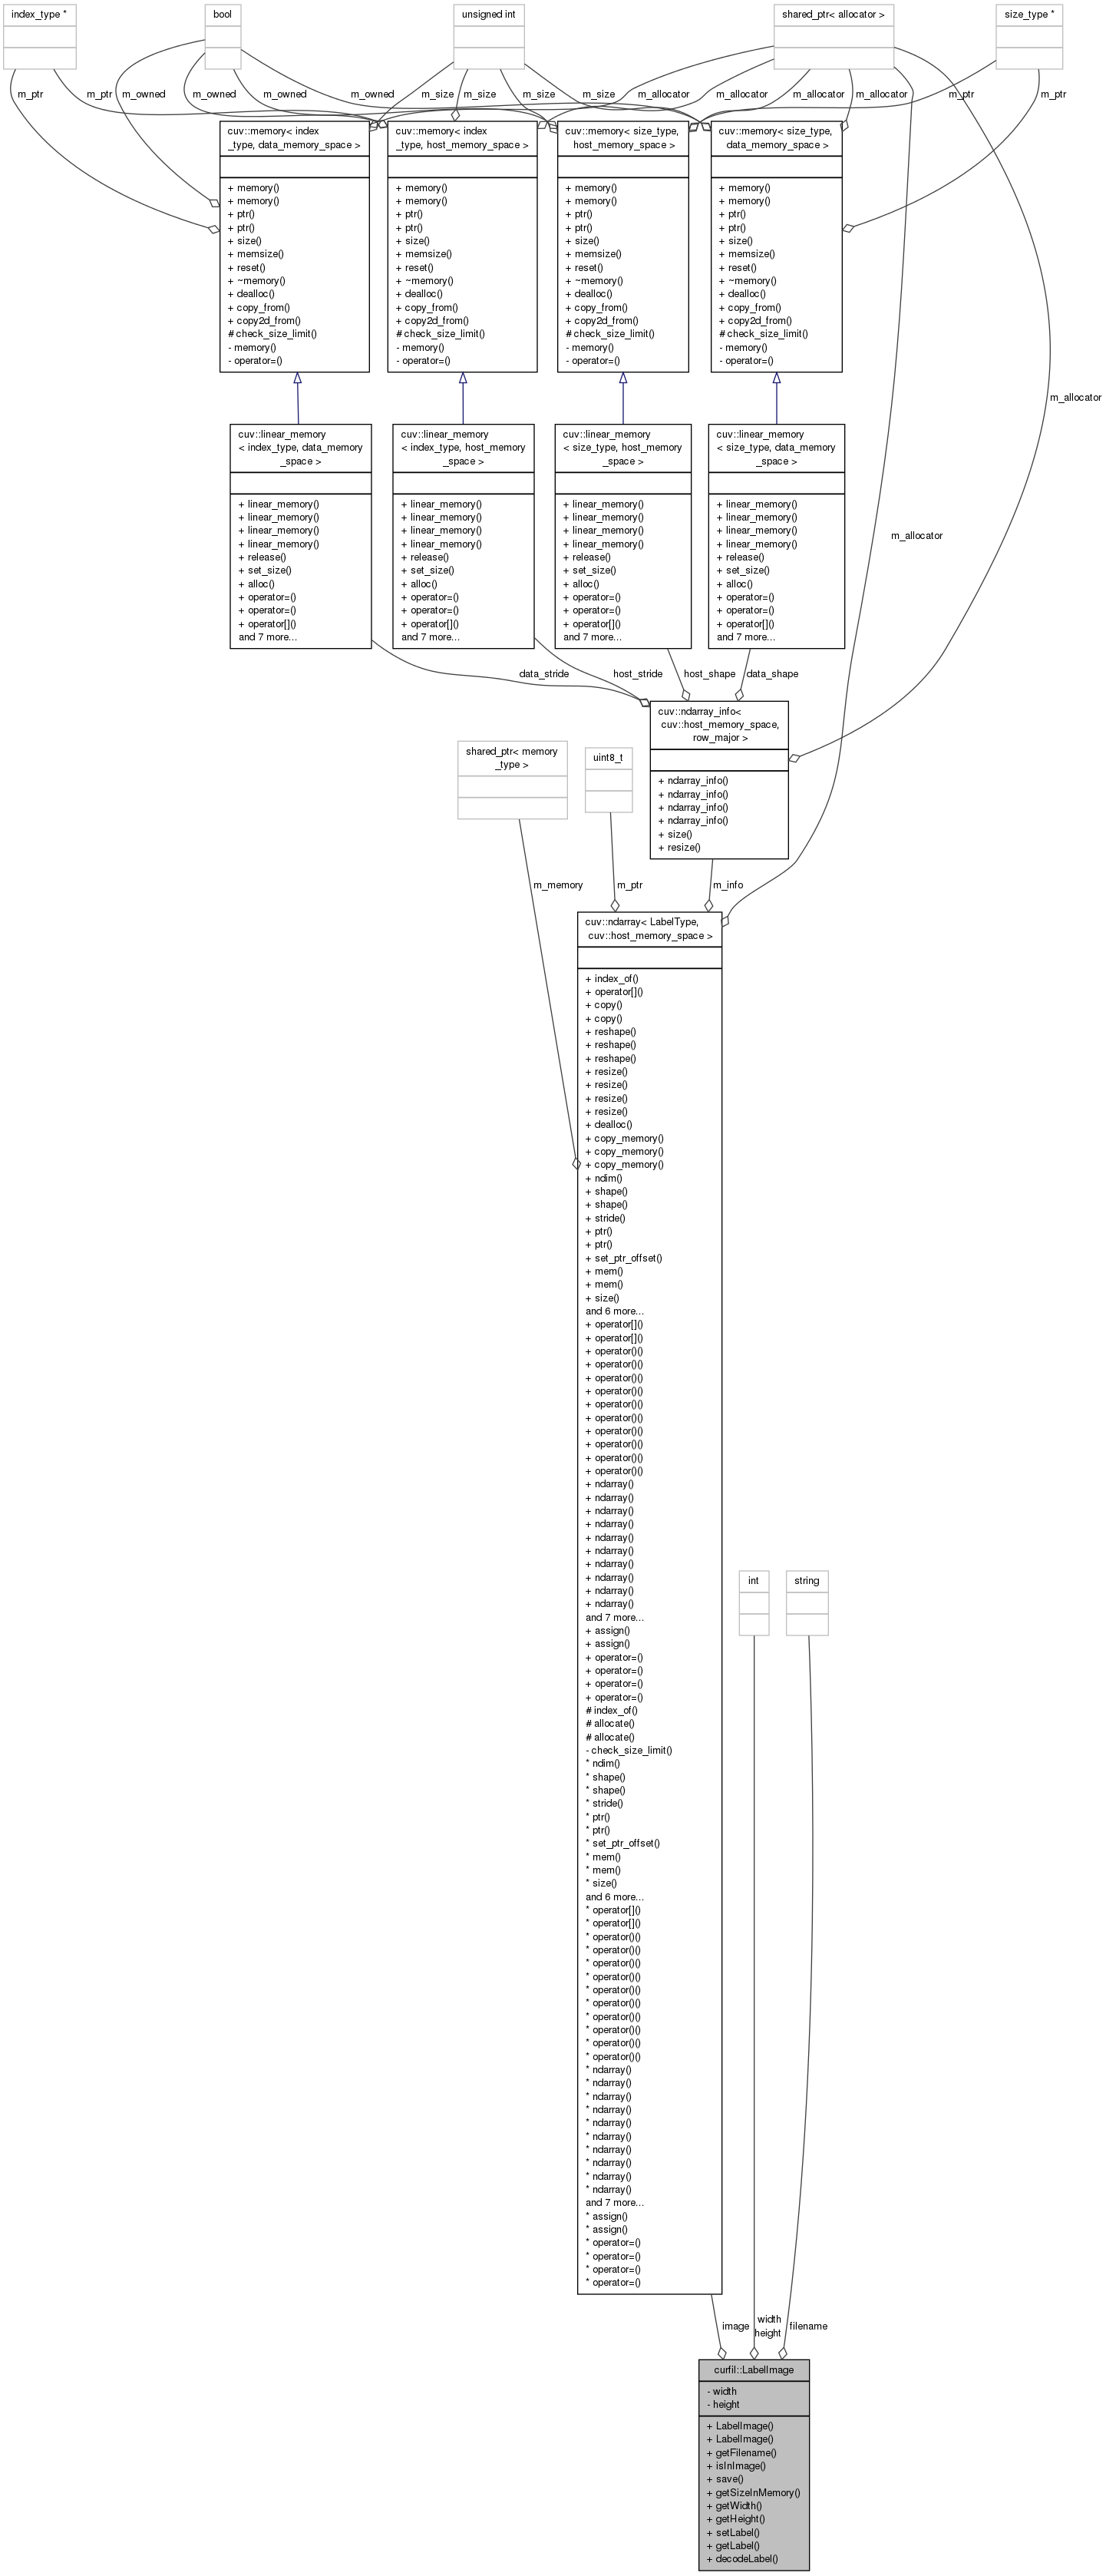 index_type *
bool
unsigned int
shared_ptr< allocator >
size_type *
m_ptr
m_ptr
m_owned
m_owned
m_owned
m_owned
m_size
m_size
m_size
m_size
m_allocator
m_allocator
m_allocator
m_allocator
m_ptr
m_ptr
cuv::memory< index
_type, data_memory_space >
+ memory()
+ memory()
+ ptr()
+ ptr()
+ size()
+ memsize()
+ reset()
+ ~memory()
+ dealloc()
+ copy_from()
+ copy2d_from()
# check_size_limit()
- memory()
- operator=()
cuv::memory< index
_type, host_memory_space >
+ memory()
+ memory()
+ ptr()
+ ptr()
+ size()
+ memsize()
+ reset()
+ ~memory()
+ dealloc()
+ copy_from()
+ copy2d_from()
# check_size_limit()
- memory()
- operator=()
cuv::memory< size_type,
host_memory_space >
+ memory()
+ memory()
+ ptr()
+ ptr()
+ size()
+ memsize()
+ reset()
+ ~memory()
+ dealloc()
+ copy_from()
+ copy2d_from()
# check_size_limit()
- memory()
- operator=()
cuv::memory< size_type,
data_memory_space >
+ memory()
+ memory()
+ ptr()
+ ptr()
+ size()
+ memsize()
+ reset()
+ ~memory()
+ dealloc()
+ copy_from()
+ copy2d_from()
# check_size_limit()
- memory()
- operator=()
m_allocator
cuv::linear_memory
< index_type, data_memory
_space >
+ linear_memory()
+ linear_memory()
+ linear_memory()
+ linear_memory()
+ release()
+ set_size()
+ alloc()
+ operator=()
+ operator=()
+ operator[]()
and 7 more...
cuv::linear_memory
< index_type, host_memory
_space >
+ linear_memory()
+ linear_memory()
+ linear_memory()
+ linear_memory()
+ release()
+ set_size()
+ alloc()
+ operator=()
+ operator=()
+ operator[]()
and 7 more...
cuv::linear_memory
< size_type, host_memory
_space >
+ linear_memory()
+ linear_memory()
+ linear_memory()
+ linear_memory()
+ release()
+ set_size()
+ alloc()
+ operator=()
+ operator=()
+ operator[]()
and 7 more...
cuv::linear_memory
< size_type, data_memory
_space >
+ linear_memory()
+ linear_memory()
+ linear_memory()
+ linear_memory()
+ release()
+ set_size()
+ alloc()
+ operator=()
+ operator=()
+ operator[]()
and 7 more...
m_allocator
data_stride
host_stride
host_shape
data_shape
cuv::ndarray_info<
cuv::host_memory_space,
row_major >
+ ndarray_info()
+ ndarray_info()
+ ndarray_info()
+ ndarray_info()
+ size()
+ resize()
shared_ptr< memory
_type >
uint8_t
m_memory
m_ptr
m_info
cuv::ndarray< LabelType,
cuv::host_memory_space >
+ index_of()
+ operator[]()
+ copy()
+ copy()
+ reshape()
+ reshape()
+ reshape()
+ resize()
+ resize()
+ resize()
+ resize()
+ dealloc()
+ copy_memory()
+ copy_memory()
+ copy_memory()
+ ndim()
+ shape()
+ shape()
+ stride()
+ ptr()
+ ptr()
+ set_ptr_offset()
+ mem()
+ mem()
+ size()
and 6 more...
+ operator[]()
+ operator[]()
+ operator()()
+ operator()()
+ operator()()
+ operator()()
+ operator()()
+ operator()()
+ operator()()
+ operator()()
+ operator()()
+ operator()()
+ ndarray()
+ ndarray()
+ ndarray()
+ ndarray()
+ ndarray()
+ ndarray()
+ ndarray()
+ ndarray()
+ ndarray()
+ ndarray()
and 7 more...
+ assign()
+ assign()
+ operator=()
+ operator=()
+ operator=()
+ operator=()
# index_of()
# allocate()
# allocate()
- check_size_limit()
* ndim()
* shape()
* shape()
* stride()
* ptr()
* ptr()
* set_ptr_offset()
* mem()
* mem()
* size()
and 6 more...
* operator[]()
* operator[]()
* operator()()
* operator()()
* operator()()
* operator()()
* operator()()
* operator()()
* operator()()
* operator()()
* operator()()
* operator()()
* ndarray()
* ndarray()
* ndarray()
* ndarray()
* ndarray()
* ndarray()
* ndarray()
* ndarray()
* ndarray()
* ndarray()
and 7 more...
* assign()
* assign()
* operator=()
* operator=()
* operator=()
* operator=()
int
string
image
width
height
filename
curfil::LabelImage
- width
- height
+ LabelImage()
+ LabelImage()
+ getFilename()
+ isInImage()
+ save()
+ getSizeInMemory()
+ getWidth()
+ getHeight()
+ setLabel()
+ getLabel()
+ decodeLabel()